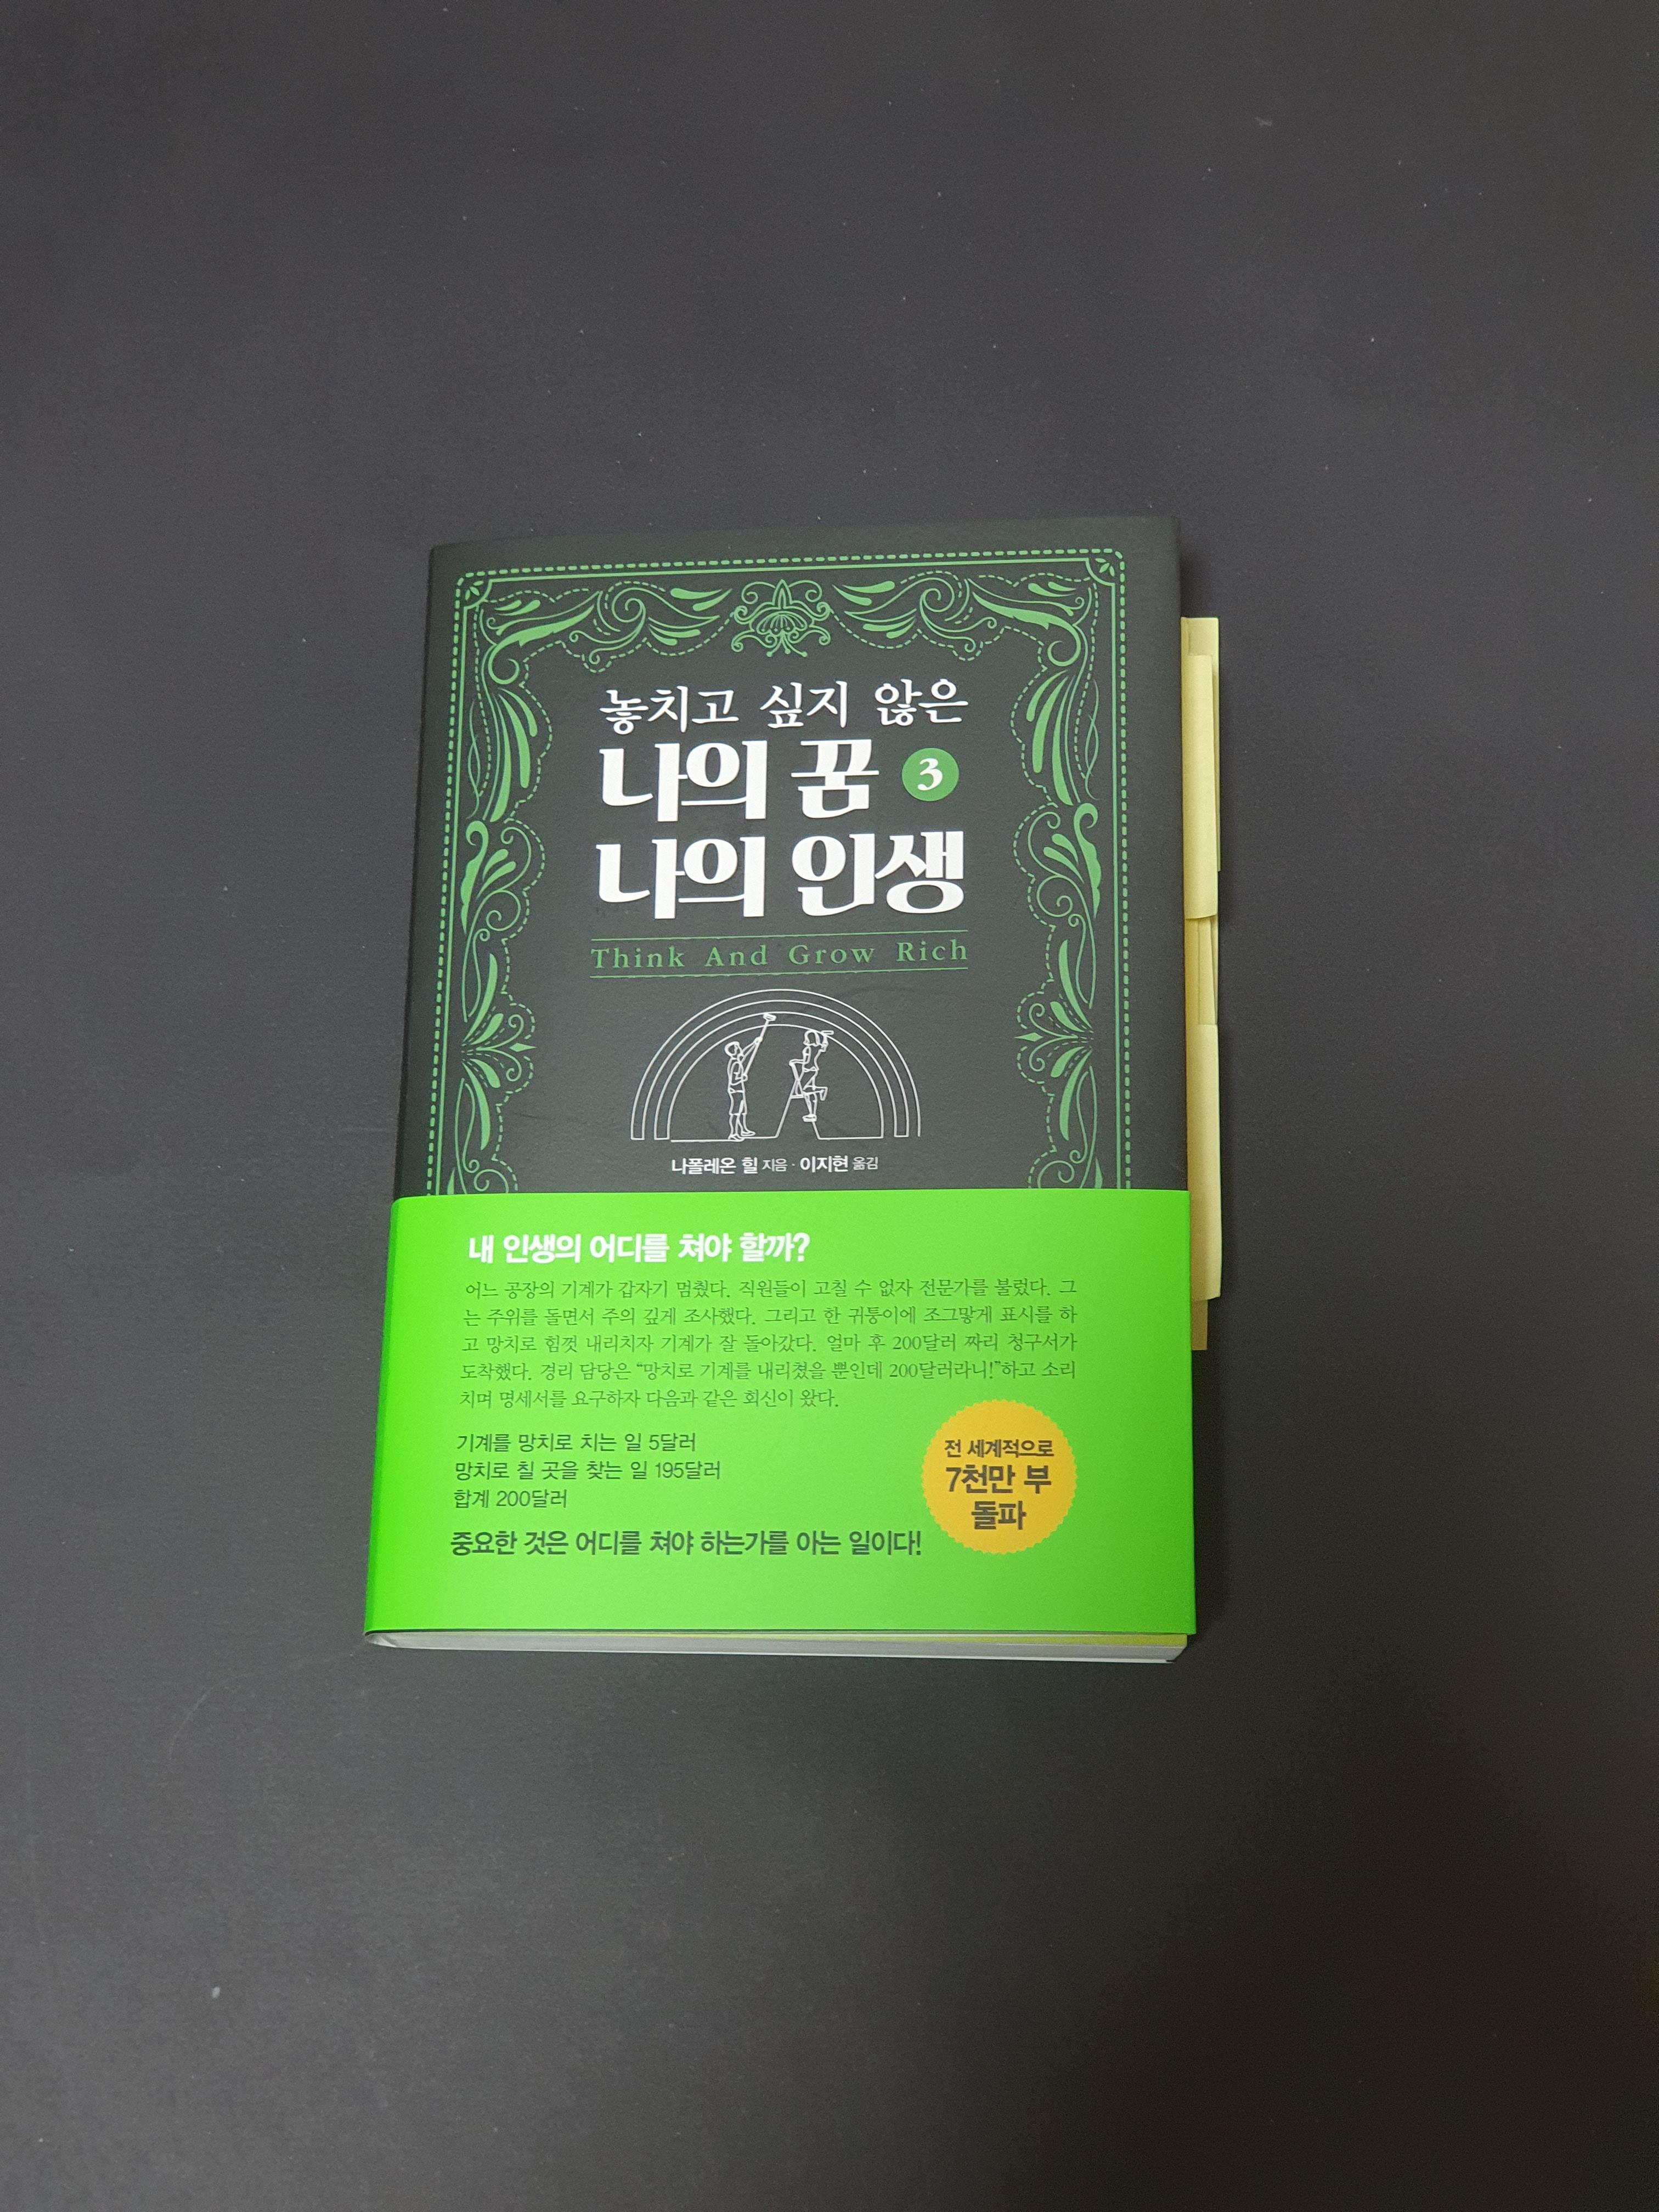 놓치고 싶지 않은
나의 꿈 3
나의 인생
Think And Grow Rich
나폴레온 힐 지음 · 이지현 옮김
내 인생의 어디를 쳐야 할까?
어느 공장의 기계가 갑자기 멈췄다. 직원들이 고칠 수 없자 전문가를 불렀다. 그
는 주위를 돌면서 주의 깊게 조사했다. 그리고 한 귀퉁이에 조그맣게 표시를 하
고 망치로 힘껏 내리치자 기계가 잘 돌아갔다. 얼마 후 200달러 짜리 청구서가
도착했다. 경리 담당은 “망치로 기계를 내리쳤을 뿐인데 200달러라니!”하고 소리
치며 명세서를 요구하자 다음과 같은 회신이 왔다.
기계를 망치로 치는 일 5달러
망치로 칠 곳을 찾는 일 195달러
합계 200달러
중요한 것은 어디를 쳐야 하는가를 아는 일이다!
전 세계적으로
7천만 부
돌파